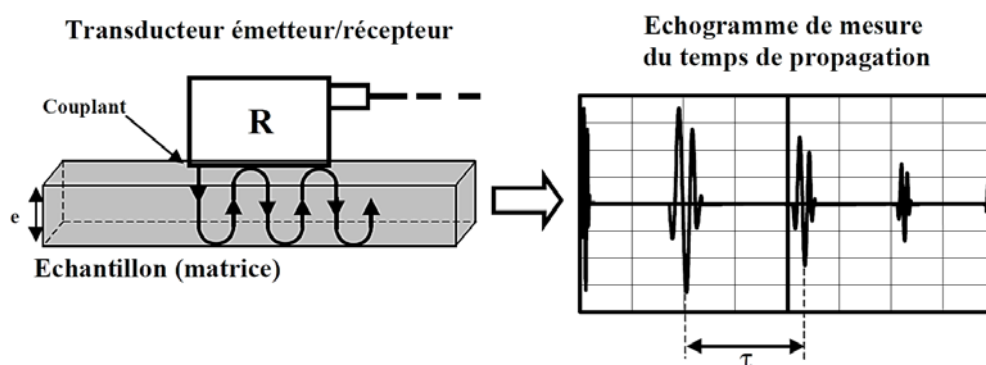 Transducteur émetteur/récepteur
Couplant
R
e
Echantillon (matrice)
Echogramme de mesure
du temps de propagation
τ